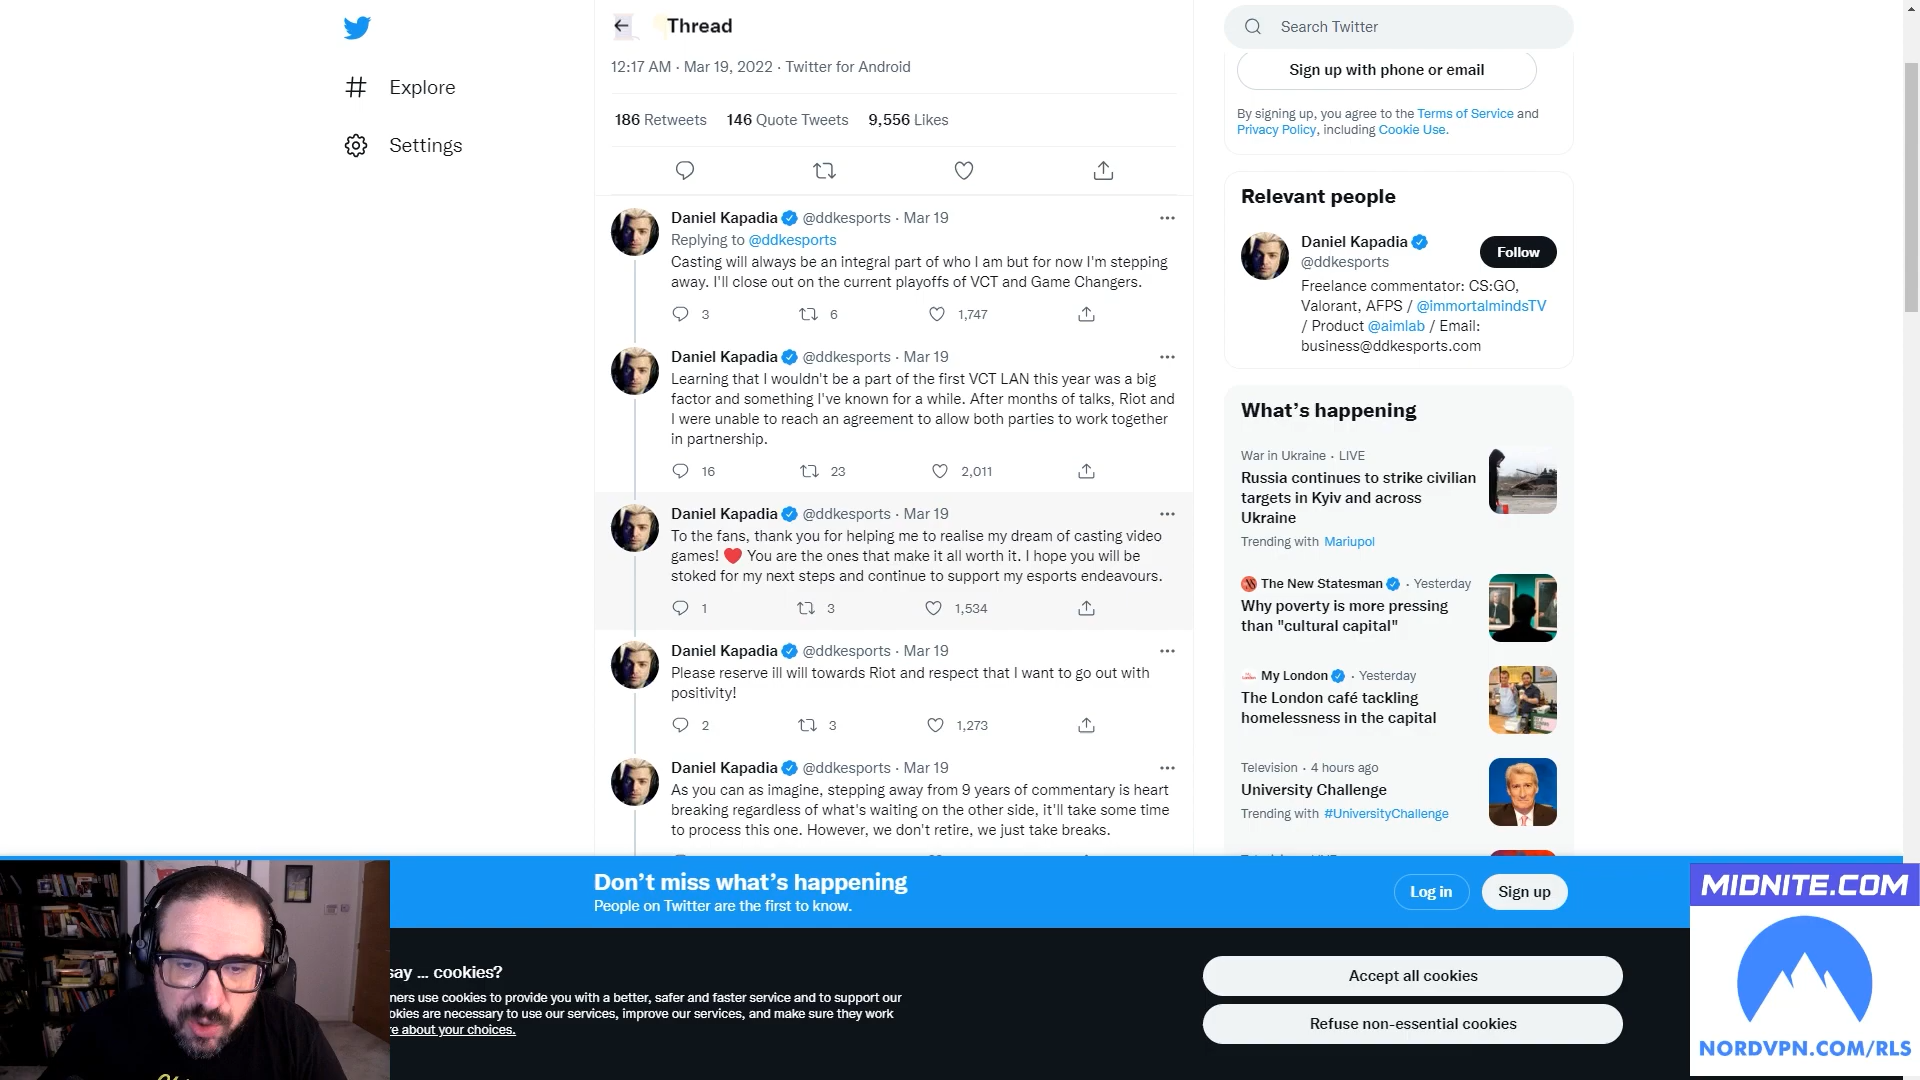 Thread
12:17 AM · Mar 19, 2022 · Twitter for Android
186 Retweets 146 Quote Tweets 9,556 Likes
Explore
Settings
Daniel Kapadia @ddkesports · Mar 19
Replying to @ddkesports
Casting will always be an integral part of who I am but for now I'm stepping
away. I'll close out on the current playoffs of VCT and Game Changers.
3 6 1,747
Daniel Kapadia @ddkesports · Mar 19
Learning that I wouldn't be a part of the first VCT LAN this year was a big
factor and something I've known for a while. After months of talks, Riot and
I were unable to reach an agreement to allow both parties to work together
in partnership.
16 23 2,011
Daniel Kapadia @ddkesports · Mar 19
To the fans, thank you for helping me to realise my dream of casting video
games! ❤️ You are the ones that make it all worth it. I hope you will be
stoked for my next steps and continue to support my esports endeavours.
1 3 1,534
Daniel Kapadia @ddkesports · Mar 19
Please reserve ill will towards Riot and respect that I want to go out with
positivity!
2 3 1,273
Daniel Kapadia @ddkesports · Mar 19
As you can as imagine, stepping away from 9 years of commentary is heart
breaking regardless of what's waiting on the other side, it'll take some time
to process this one. However, we don't retire, we just take breaks.
Search Twitter
Sign up with phone or email
By signing up, you agree to the Terms of Service and
Privacy Policy, including Cookie Use.
Relevant people
Daniel Kapadia
@ddkesports
Follow
Freelance commentator: CS:GO,
Valorant, AFPS / @immortalmindsTV
/ Product @aimlab / Email:
business@ddkesports.com
What's happening
War in Ukraine · LIVE
Russia continues to strike civilian
targets in Kyiv and across
Ukraine
Trending with Mariupol
The New Statesman · Yesterday
Why poverty is more pressing
than "cultural capital"
My London · Yesterday
The London café tackling
homelessness in the capital
Television · 4 hours ago
University Challenge
Trending with #UniversityChallenge
Don't miss what's happening
People on Twitter are the first to know.
Log in
Sign up
say ... cookies?
ners use cookies to provide you with a better, safer and faster service and to support our
okies are necessary to use our services, improve our services, and make sure they work
re about your choices.
Accept all cookies
Refuse non-essential cookies
MIDNITE.COM
NORDVPN.COM/RLS